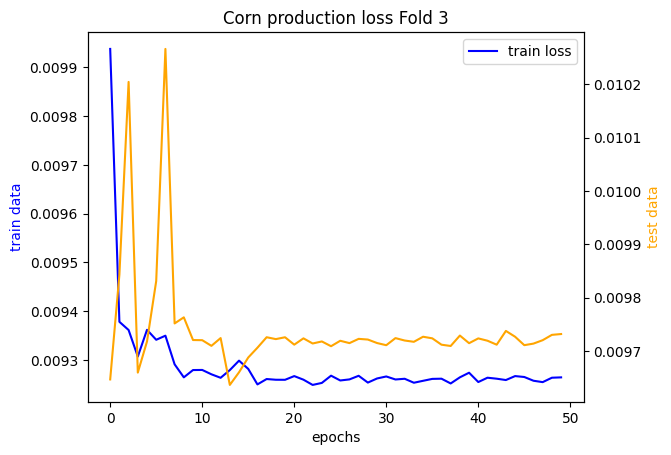 Corn production loss Fold 3
train loss
train data
0.0099
0.0098
0.0097
0.0096
0.0095
0.0094
0.0093
0.0102
0.0101
0.0100
0.0099
0.0098
0.0097
test data
0 10 20 30 40 50
epochs